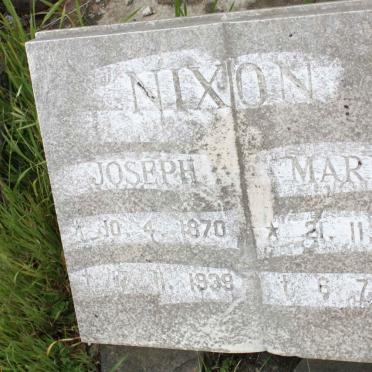 NIXON
JOSEPH MAR
* 10. 4. 1870 * 21. 11
† 11. 1939 † 6. 7